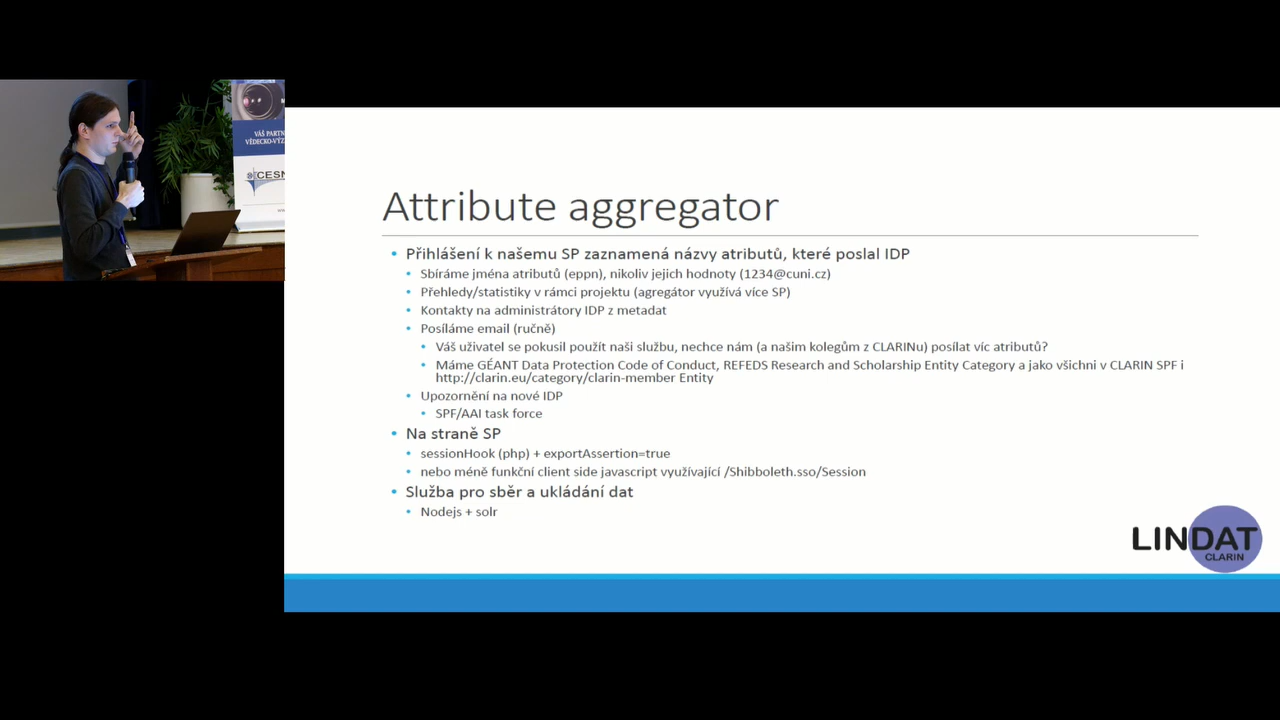 VÁŠ PARTN
VĚDECKO-VÝZ
CESN
Attribute aggregator
• Přihlášení k našemu SP zaznamená názvy atributů, které poslal IDP
• Sbíráme jména atributů (eppn), nikoliv jejich hodnoty (1234@cuni.cz)
• Přehledy/statistiky v rámci projektu (agregátor využívá více SP)
• Kontakty na administrátory IDP z metadat
• Posíláme email (ručně)
• Váš uživatel se pokusil použít naši službu, nechce nám (a našim kolegům z CLARINu) posílat víc atributů?
• Máme GÉANT Data Protection Code of Conduct, REFEDS Research and Scholarship Entity Category a jako všichni v CLARIN SPF i
http://clarin.eu/category/clarin-member Entity
• Upozornění na nové IDP
• SPF/AAI task force
• Na straně SP
• sessionHook (php) + exportAssertion=true
• nebo méně funkční client side javascript využívající /Shibboleth.sso/Session
• Služba pro sběr a ukládání dat
• Nodejs + solr
LINDAT
CLARIN